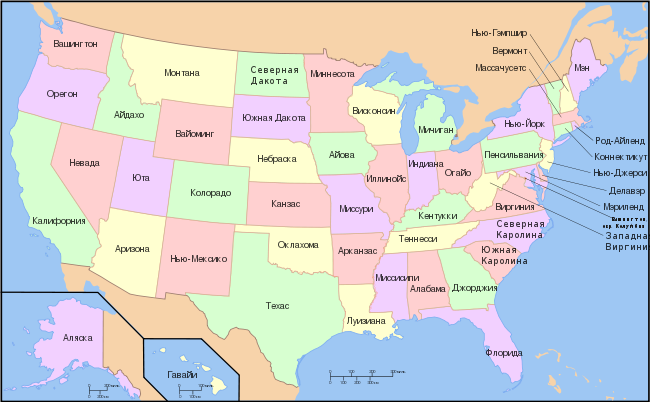 Нью-Гэмпшир
Вермонт
Массачусетс
Мэн
Вашингтон
Монтана
Северная
Дакота
Миннесота
Орегон
Айдахо
Южная Дакота
Висконсин
Мичиган
Нью-Йорк
Вайоминг
Род-Айленд
Невада
Юта
Небраска
Айова
Пенсильвания
Коннектикут
Иллинойс
Индиана
Огайо
Нью-Джерси
Колорадо
Делавэр
Канзас
Миссури
Кентукки
Виргиния
Мэриленд
Калифорния
Северная
Каролина
Западна
Виргини
Аризона
Нью-Мексико
Оклахома
Арканзас
Теннесси
Южная
Каролина
Миссисипи
Алабама
Джорджия
Техас
Луизиана
Флорида
Аляска
Гавайи